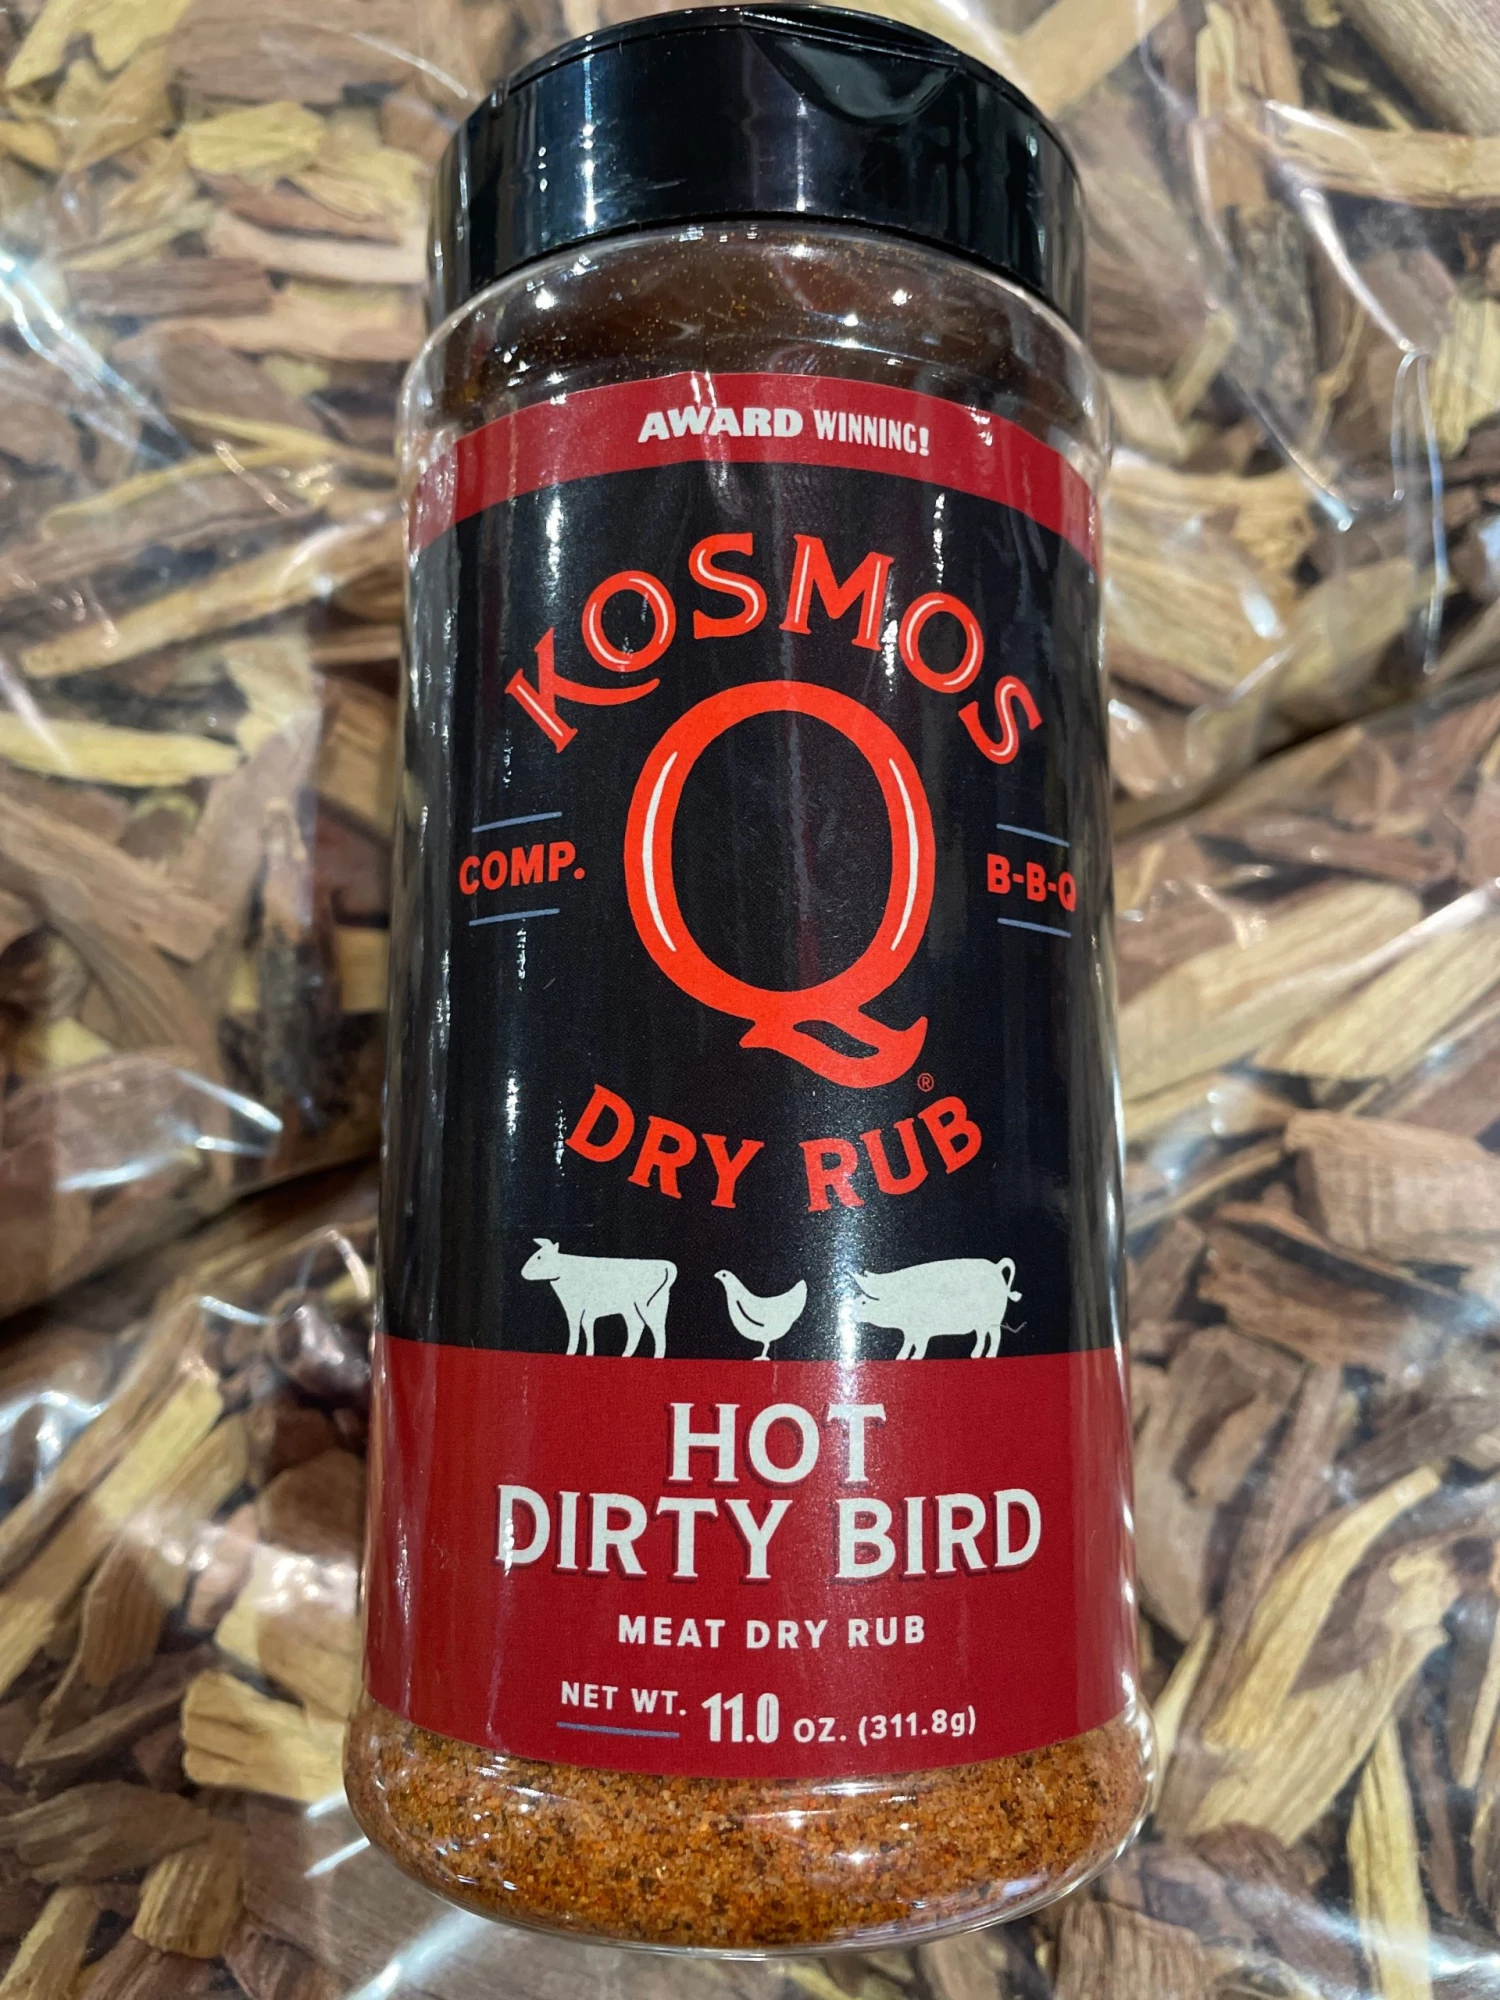 AWARD WINNING!
KOSMOS
Q
COMP.
B-B-Q
®
DRY RUB
HOT
DIRTY BIRD
MEAT DRY RUB
NET WT. 11.0 OZ. (311.8g)